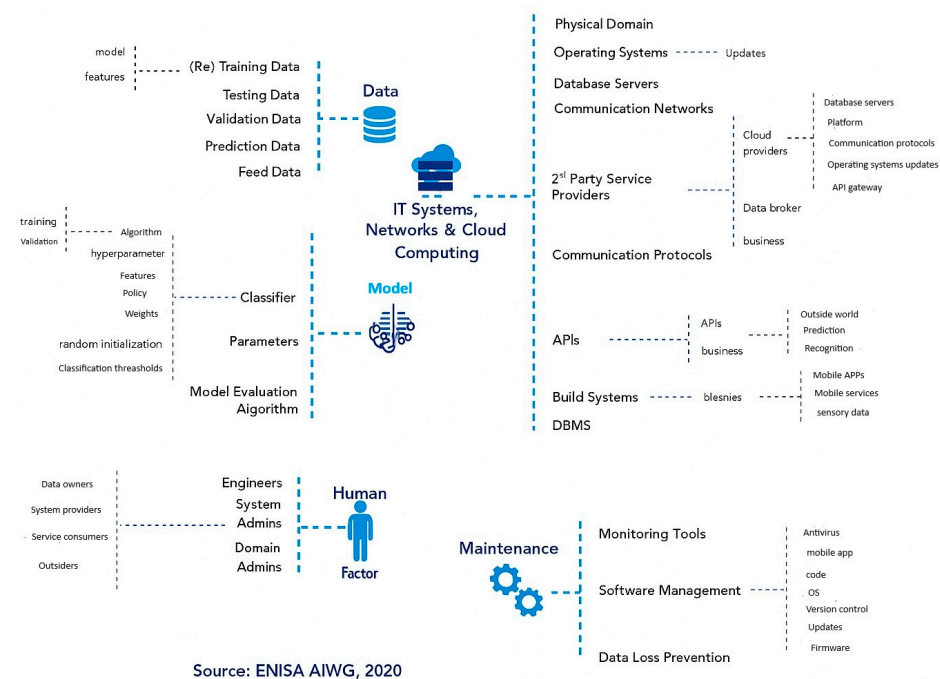 model
features
(Re) Training Data
Testing Data
Validation Data
Prediction Data
Feed Data
Data
IT Systems,
Networks & Cloud
Computing
Physical Domain
Operating Systems
Updates
Database Servers
Communication Networks
2sl Party Service
Providers
Cloud
providers
Data broker
business
Database servers
Platform
Communication protocols
Operating systems updates
API gateway
Communication Protocols
APIs
APIs
business
Outside world
Prediction
Recognition
Build Systems
blesnies
Mobile APPs
Mobile services
sensory data
DBMS
training
Validation
Algorithm
hyperparameter
Features
Policy
Weights
random initialization
Classification threasholds
Classifier
Parameters
Model Evaluation
Algorithm
Model
Data owners
System providers
Service consumers
Outsiders
Engineers
System
Admins
Domain
Admins
Human
Factor
Maintenance
Monitoring Tools
Software Management
Data Loss Prevention
Antivirus
mobile app
code
OS
Version control
Updates
Firmware
Source: ENISA AIWG, 2020